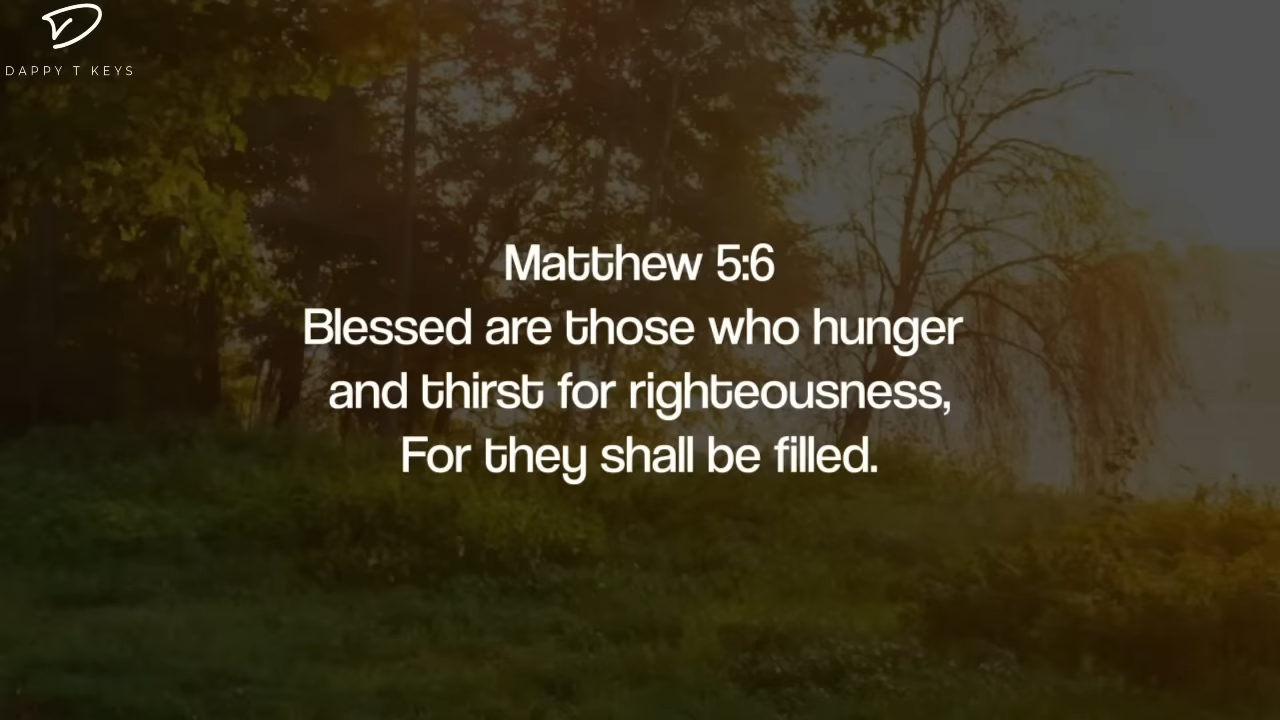 DAPPY T KEYS
Matthew 5:6
Blessed are those who hunger
and thirst for righteousness,
For they shall be filled.